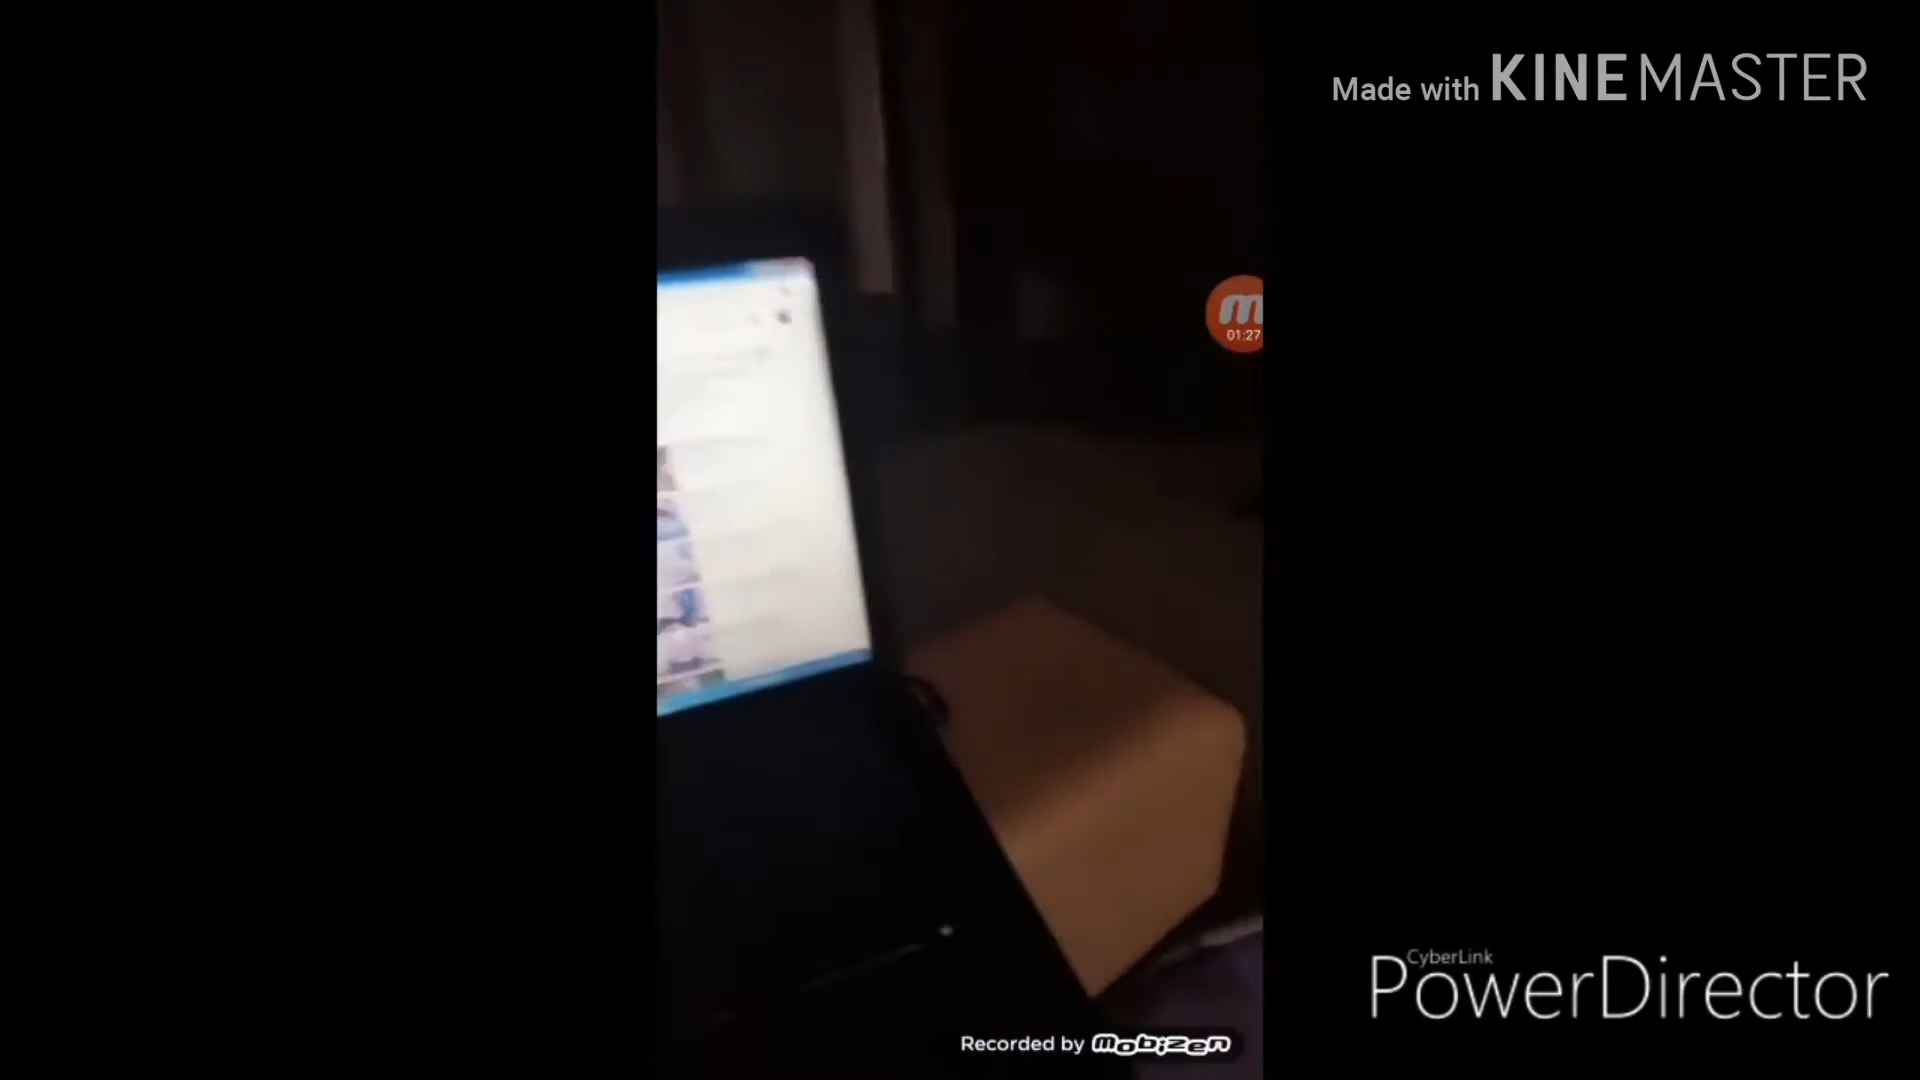 Made with KINEMASTER
01:27
CyberLink
PowerDirector
Recorded by Mobizen